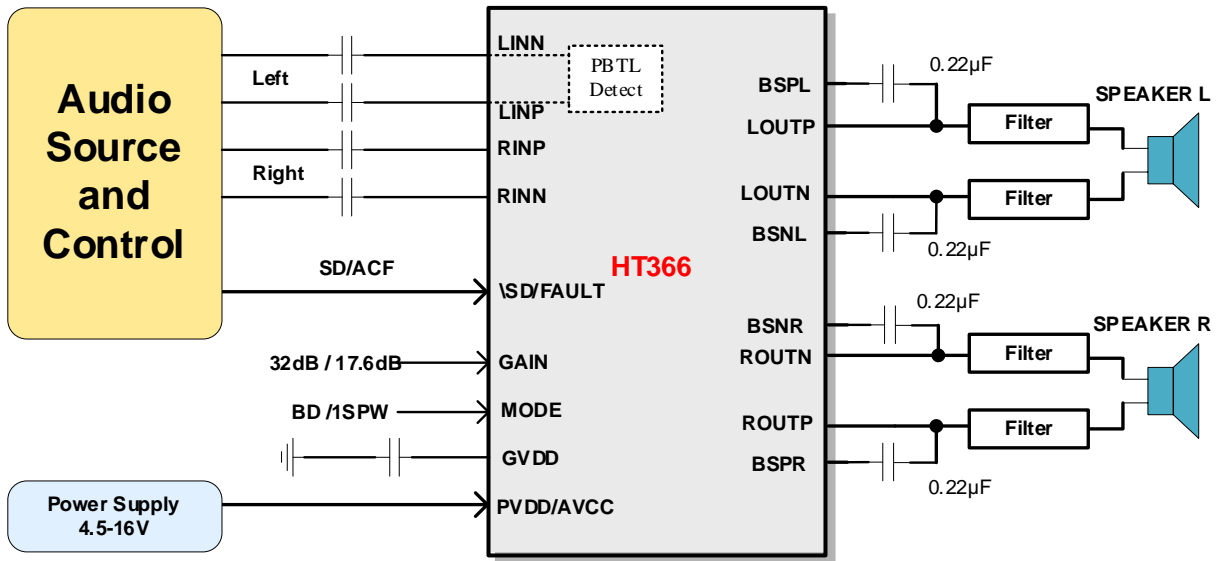 Audio
Source
and
Control
Left
Right
SD/ACF
32dB / 17.6dB
BD /1SPW
Power Supply
4.5-16V
LINN
LINP
RINP
RINN
\SD/FAULT
GAIN
MODE
GVDD
PVDD/AVCC
PBTL
Detect
HT366
BSPL
LOUTP
LOUTN
BSNL
BSNR
ROUTN
ROUTP
BSPR
0.22µF
Filter
Filter
0.22µF
SPEAKER L
0.22µF
Filter
Filter
0.22µF
SPEAKER R